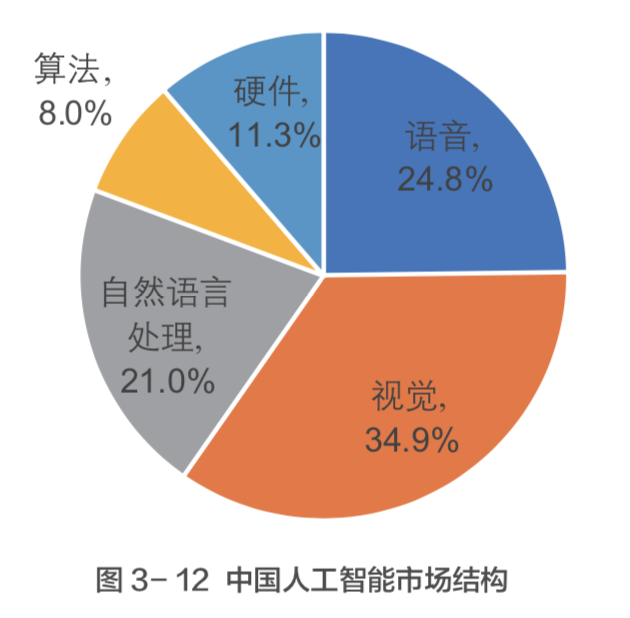 算法,
8.0%
硬件,
11.3%
语音,
24.8%
自然语言
处理,
21.0%
视觉,
34.9%
图 3- 12 中国人工智能市场结构